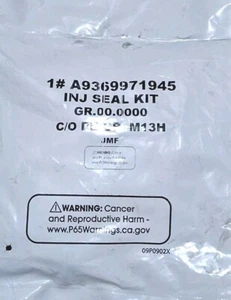 1# A9369971945
INJ SEAL KIT
GR.00.0000
C/O M13H
JMF
WARNING: Cancer
and Reproductive Harm -
www.P65Warnings.ca.gov
09P0902X